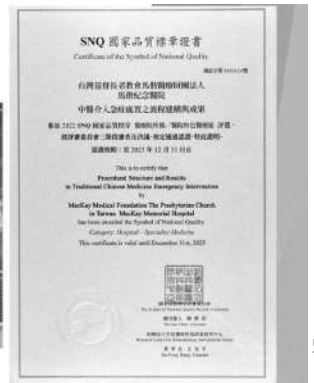 SNQ 國家品質標章證書
Certificate of the Symbol of National Quality
台灣基督長老教會馬偕醫療財團法人
馬偕紀念醫院
中醫介入急症處置之流程建構與成果
參加 2022 SNQ 國家品質標章 醫療院所類/醫院特色醫療組 評選,
經評審委員會三階段審查及決議,核定通過認證,特此證明。
認證效期:至 2023 年 12 月 31 日止
This is to certify that
Procedural Structure and Results
in Traditional Chinese Medicine Emergency Intervention
by
MacKay Medical Foundation The Presbyterian Church
in Taiwan MacKay Memorial Hospital
has been awarded the Symbol of National Quality
Category: Hospital - Specialist Medicine
This certificate is valid until December 31st, 2023